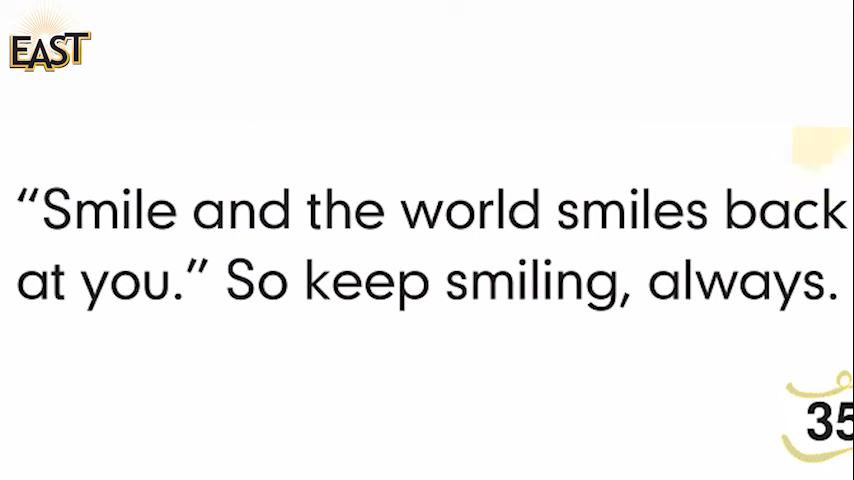 EAST
“Smile and the world smiles back
at you.” So keep smiling, always.
35